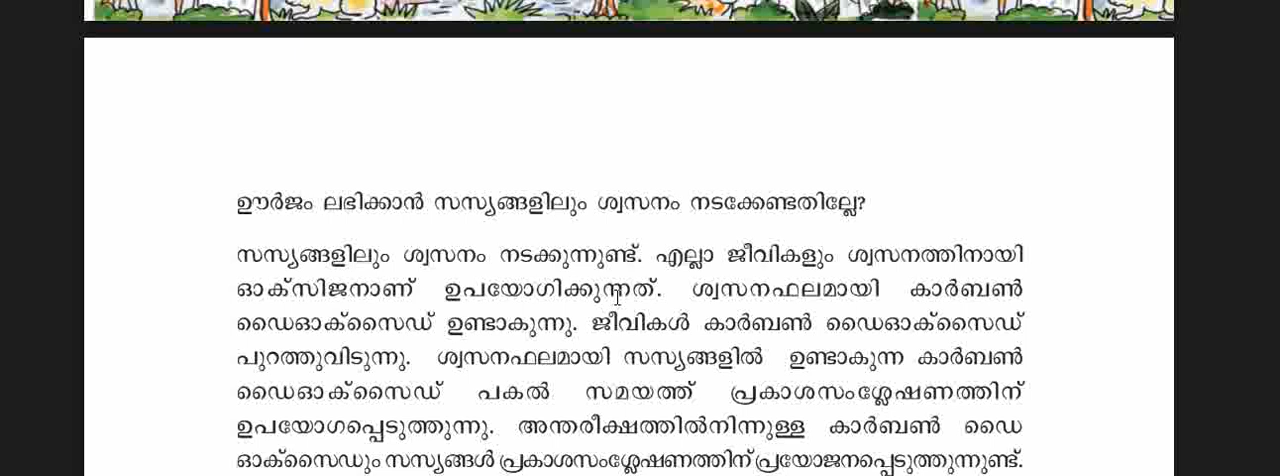 ഊർജം ലഭിക്കാൻ സസ്യങ്ങളിലും ശ്വസനം നടക്കേണ്ടതില്ലേ?
സസ്യങ്ങളിലും ശ്വസനം നടക്കുന്നുണ്ട്. എല്ലാ ജീവികളും ശ്വസനത്തിനായി
ഓക്സിജനാണ് ഉപയോഗിക്കുന്നത്. ശ്വസനഫലമായി കാർബൺ
ഡൈഓക്സൈഡ് ഉണ്ടാകുന്നു. ജീവികൾ കാർബൺ ഡൈഓക്സൈഡ്
പുറത്തുവിടുന്നു. ശ്വസനഫലമായി സസ്യങ്ങളിൽ ഉണ്ടാകുന്ന കാർബൺ
ഡൈഓക്സൈഡ് പകൽ സമയത്ത് പ്രകാശസംശ്ലേഷണത്തിന്
ഉപയോഗപ്പെടുത്തുന്നു. അന്തരീക്ഷത്തിൽനിന്നുള്ള കാർബൺ ഡൈ
ഓക്സൈഡും സസ്യങ്ങൾ പ്രകാശസംശ്ലേഷണത്തിന് പ്രയോജനപ്പെടുത്തുന്നുണ്ട്.